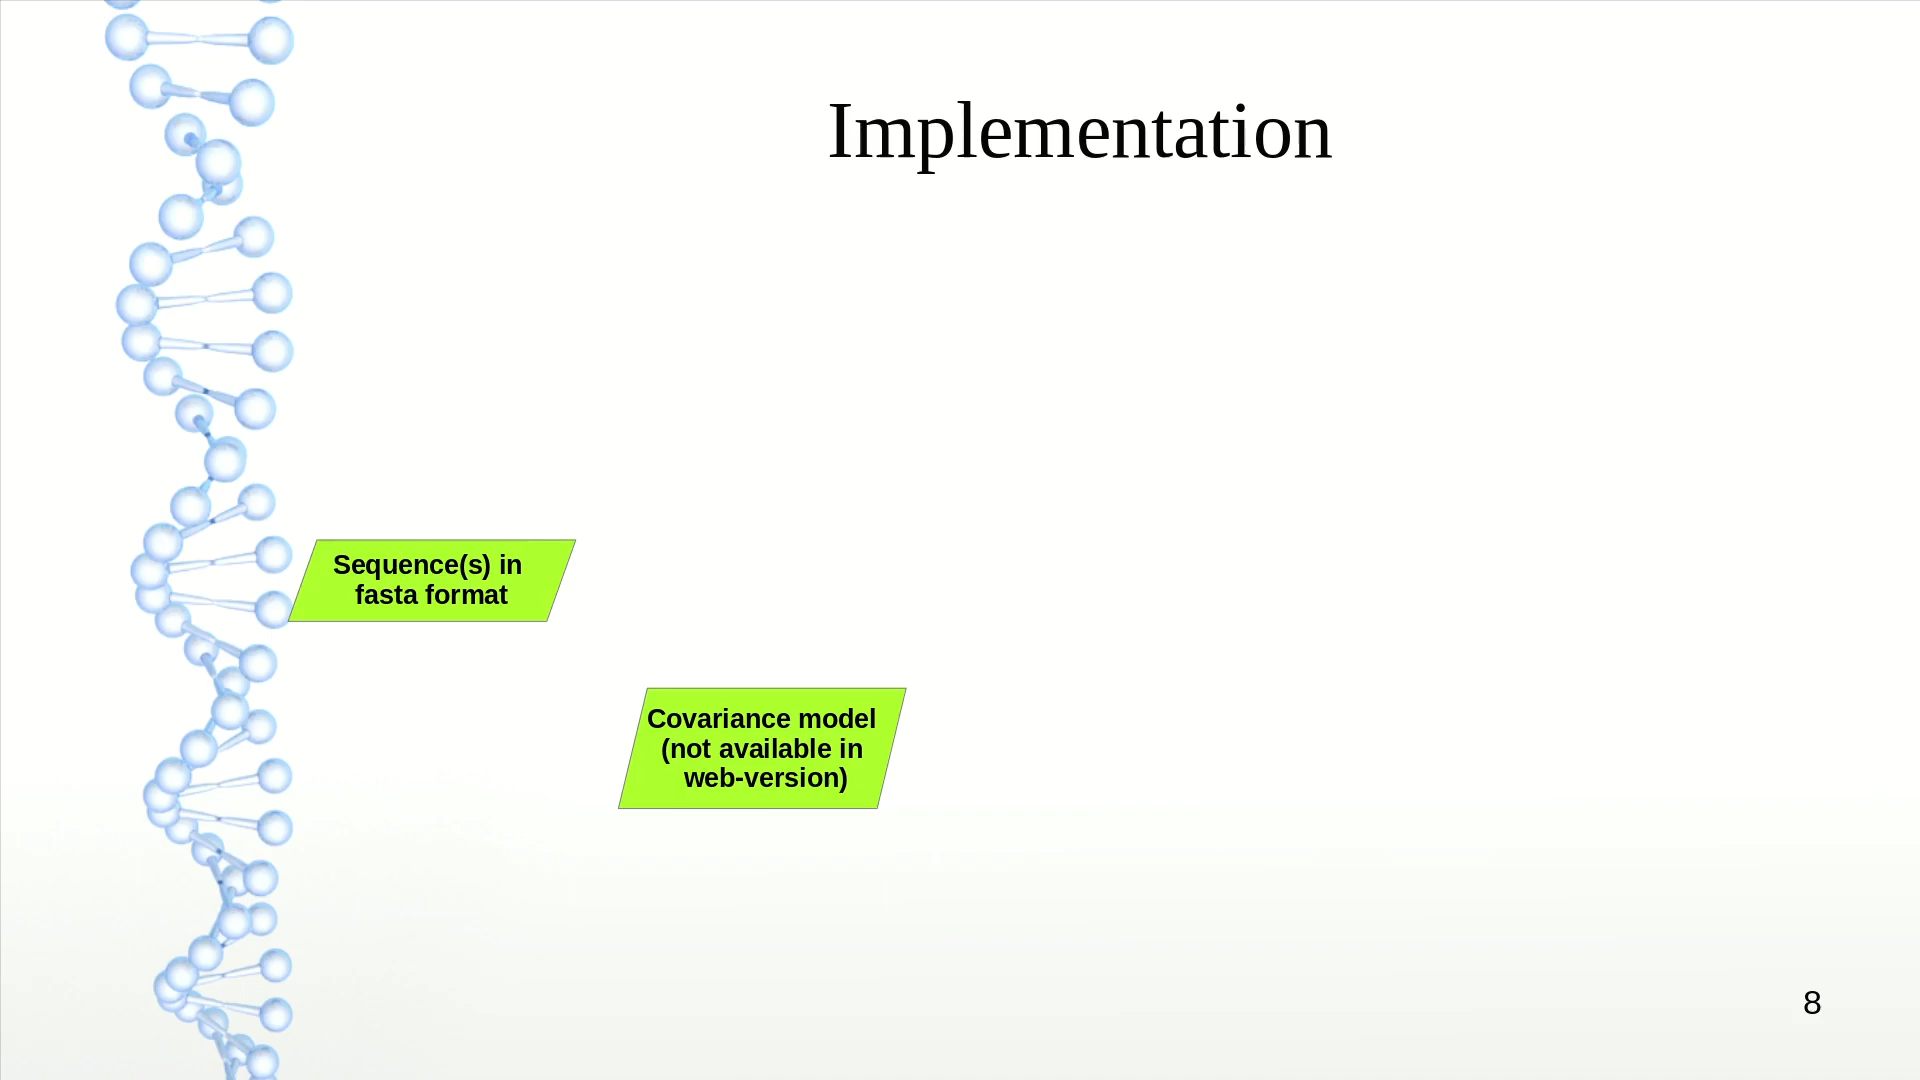 Implementation
Sequence(s) in
fasta format
Covariance model
(not available in
web-version)
8